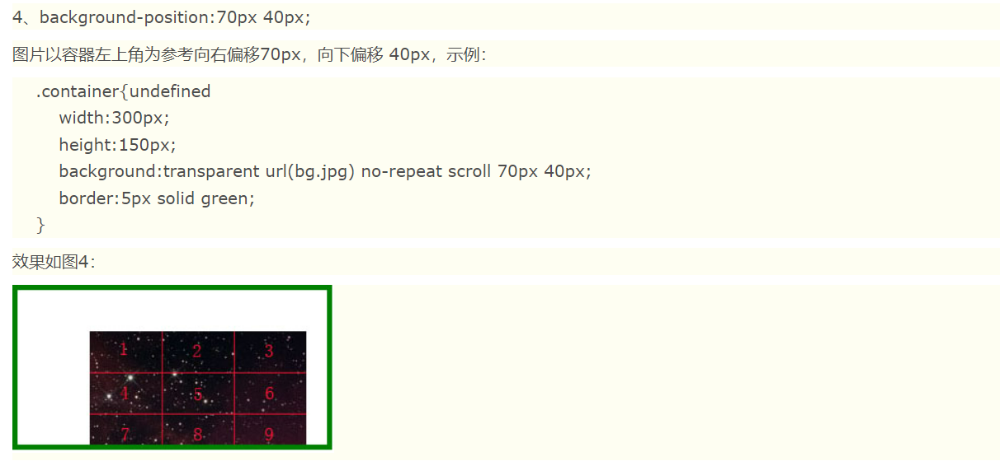 4、background-position:70px 40px;
图片以容器左上角为参考向右偏移70px，向下偏移 40px，示例：
.container{undefined
width:300px;
height:150px;
background:transparent url(bg.jpg) no-repeat scroll 70px 40px;
border:5px solid green;
}
效果如图4：
1 2 3
4 5 6
7 8 9